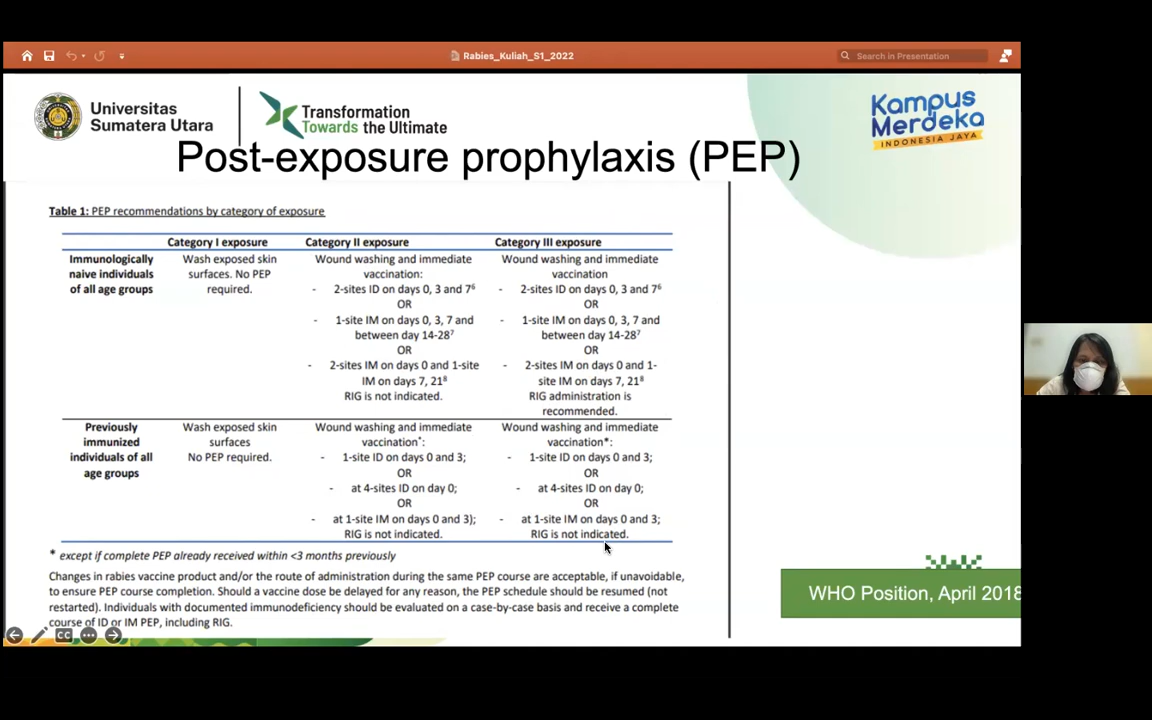 Rabies_Kuliah_S1_2022
Search in Presentation
Universitas
Sumatera Utara
Transformation
Towards the Ultimate
Kampus
Merdeka
INDONESIA JAYA
Post-exposure prophylaxis (PEP)
Table 1: PEP recommendations by category of exposure
Category I exposure Category II exposure Category III exposure
Immunologically naive individuals of all age groups
Wash exposed skin
surfaces. No PEP
required.
Wound washing and immediate
vaccination:
- 2-sites ID on days 0, 3 and 7⁶
OR
- 1-site IM on days 0, 3, 7 and
between day 14-28⁷
OR
- 2-sites IM on days 0 and 1-site
IM on days 7, 21⁸
RIG is not indicated.
Wound washing and immediate
vaccination
- 2-sites ID on days 0, 3 and 7⁶
OR
- 1-site IM on days 0, 3, 7 and
between day 14-28⁷
OR
- 2-sites IM on days 0 and 1-
site IM on days 7, 21⁸
RIG administration is
recommended.
Previously
immunized
individuals of all
age groups
Wash exposed skin
surfaces
No PEP required.
Wound washing and immediate
vaccination*:
- 1-site ID on days 0 and 3;
OR
- at 4-sites ID on day 0;
OR
- at 1-site IM on days 0 and 3);
RIG is not indicated.
Wound washing and immediate
vaccination*:
- 1-site ID on days 0 and 3;
OR
- at 4-sites ID on day 0;
OR
- at 1-site IM on days 0 and 3;
RIG is not indicated.
* except if complete PEP already received within <3 months previously
Changes in rabies vaccine product and/or the route of administration during the same PEP course are acceptable, if unavoidable,
to ensure PEP course completion. Should a vaccine dose be delayed for any reason, the PEP schedule should be resumed (not
restarted). Individuals with documented immunodeficiency should be evaluated on a case-by-case basis and receive a complete
course of ID or IM PEP, including RIG.
WHO Position, April 2018
CC